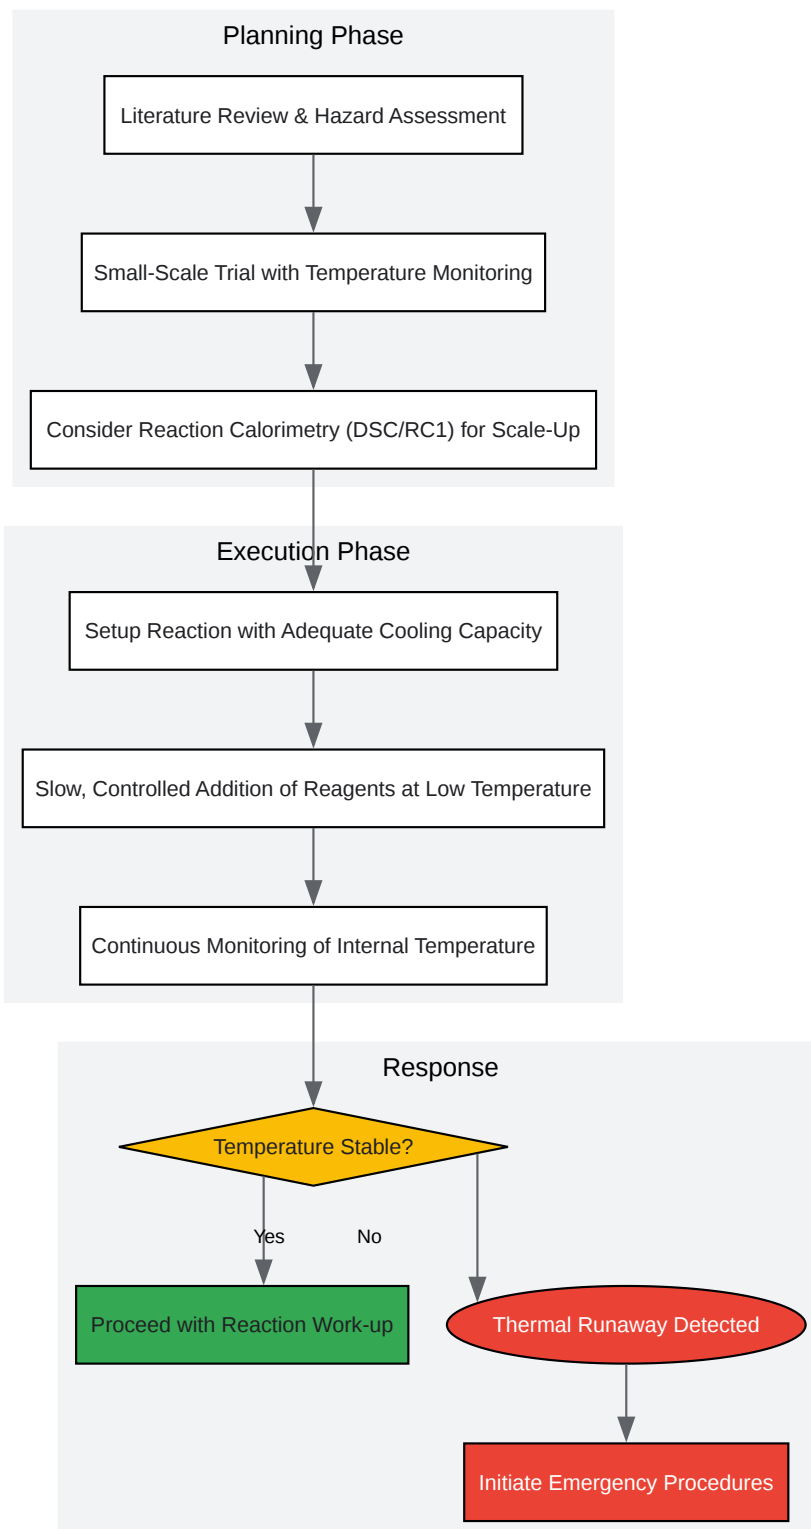 Planning Phase
Literature Review & Hazard Assessment
Small-Scale Trial with Temperature Monitoring
Consider Reaction Calorimetry (DSC/RC1) for Scale-Up
Execution Phase
Setup Reaction with Adequate Cooling Capacity
Slow, Controlled Addition of Reagents at Low Temperature
Continuous Monitoring of Internal Temperature
Response
Temperature Stable?
Yes
No
Proceed with Reaction Work-up
Thermal Runaway Detected
Initiate Emergency Procedures